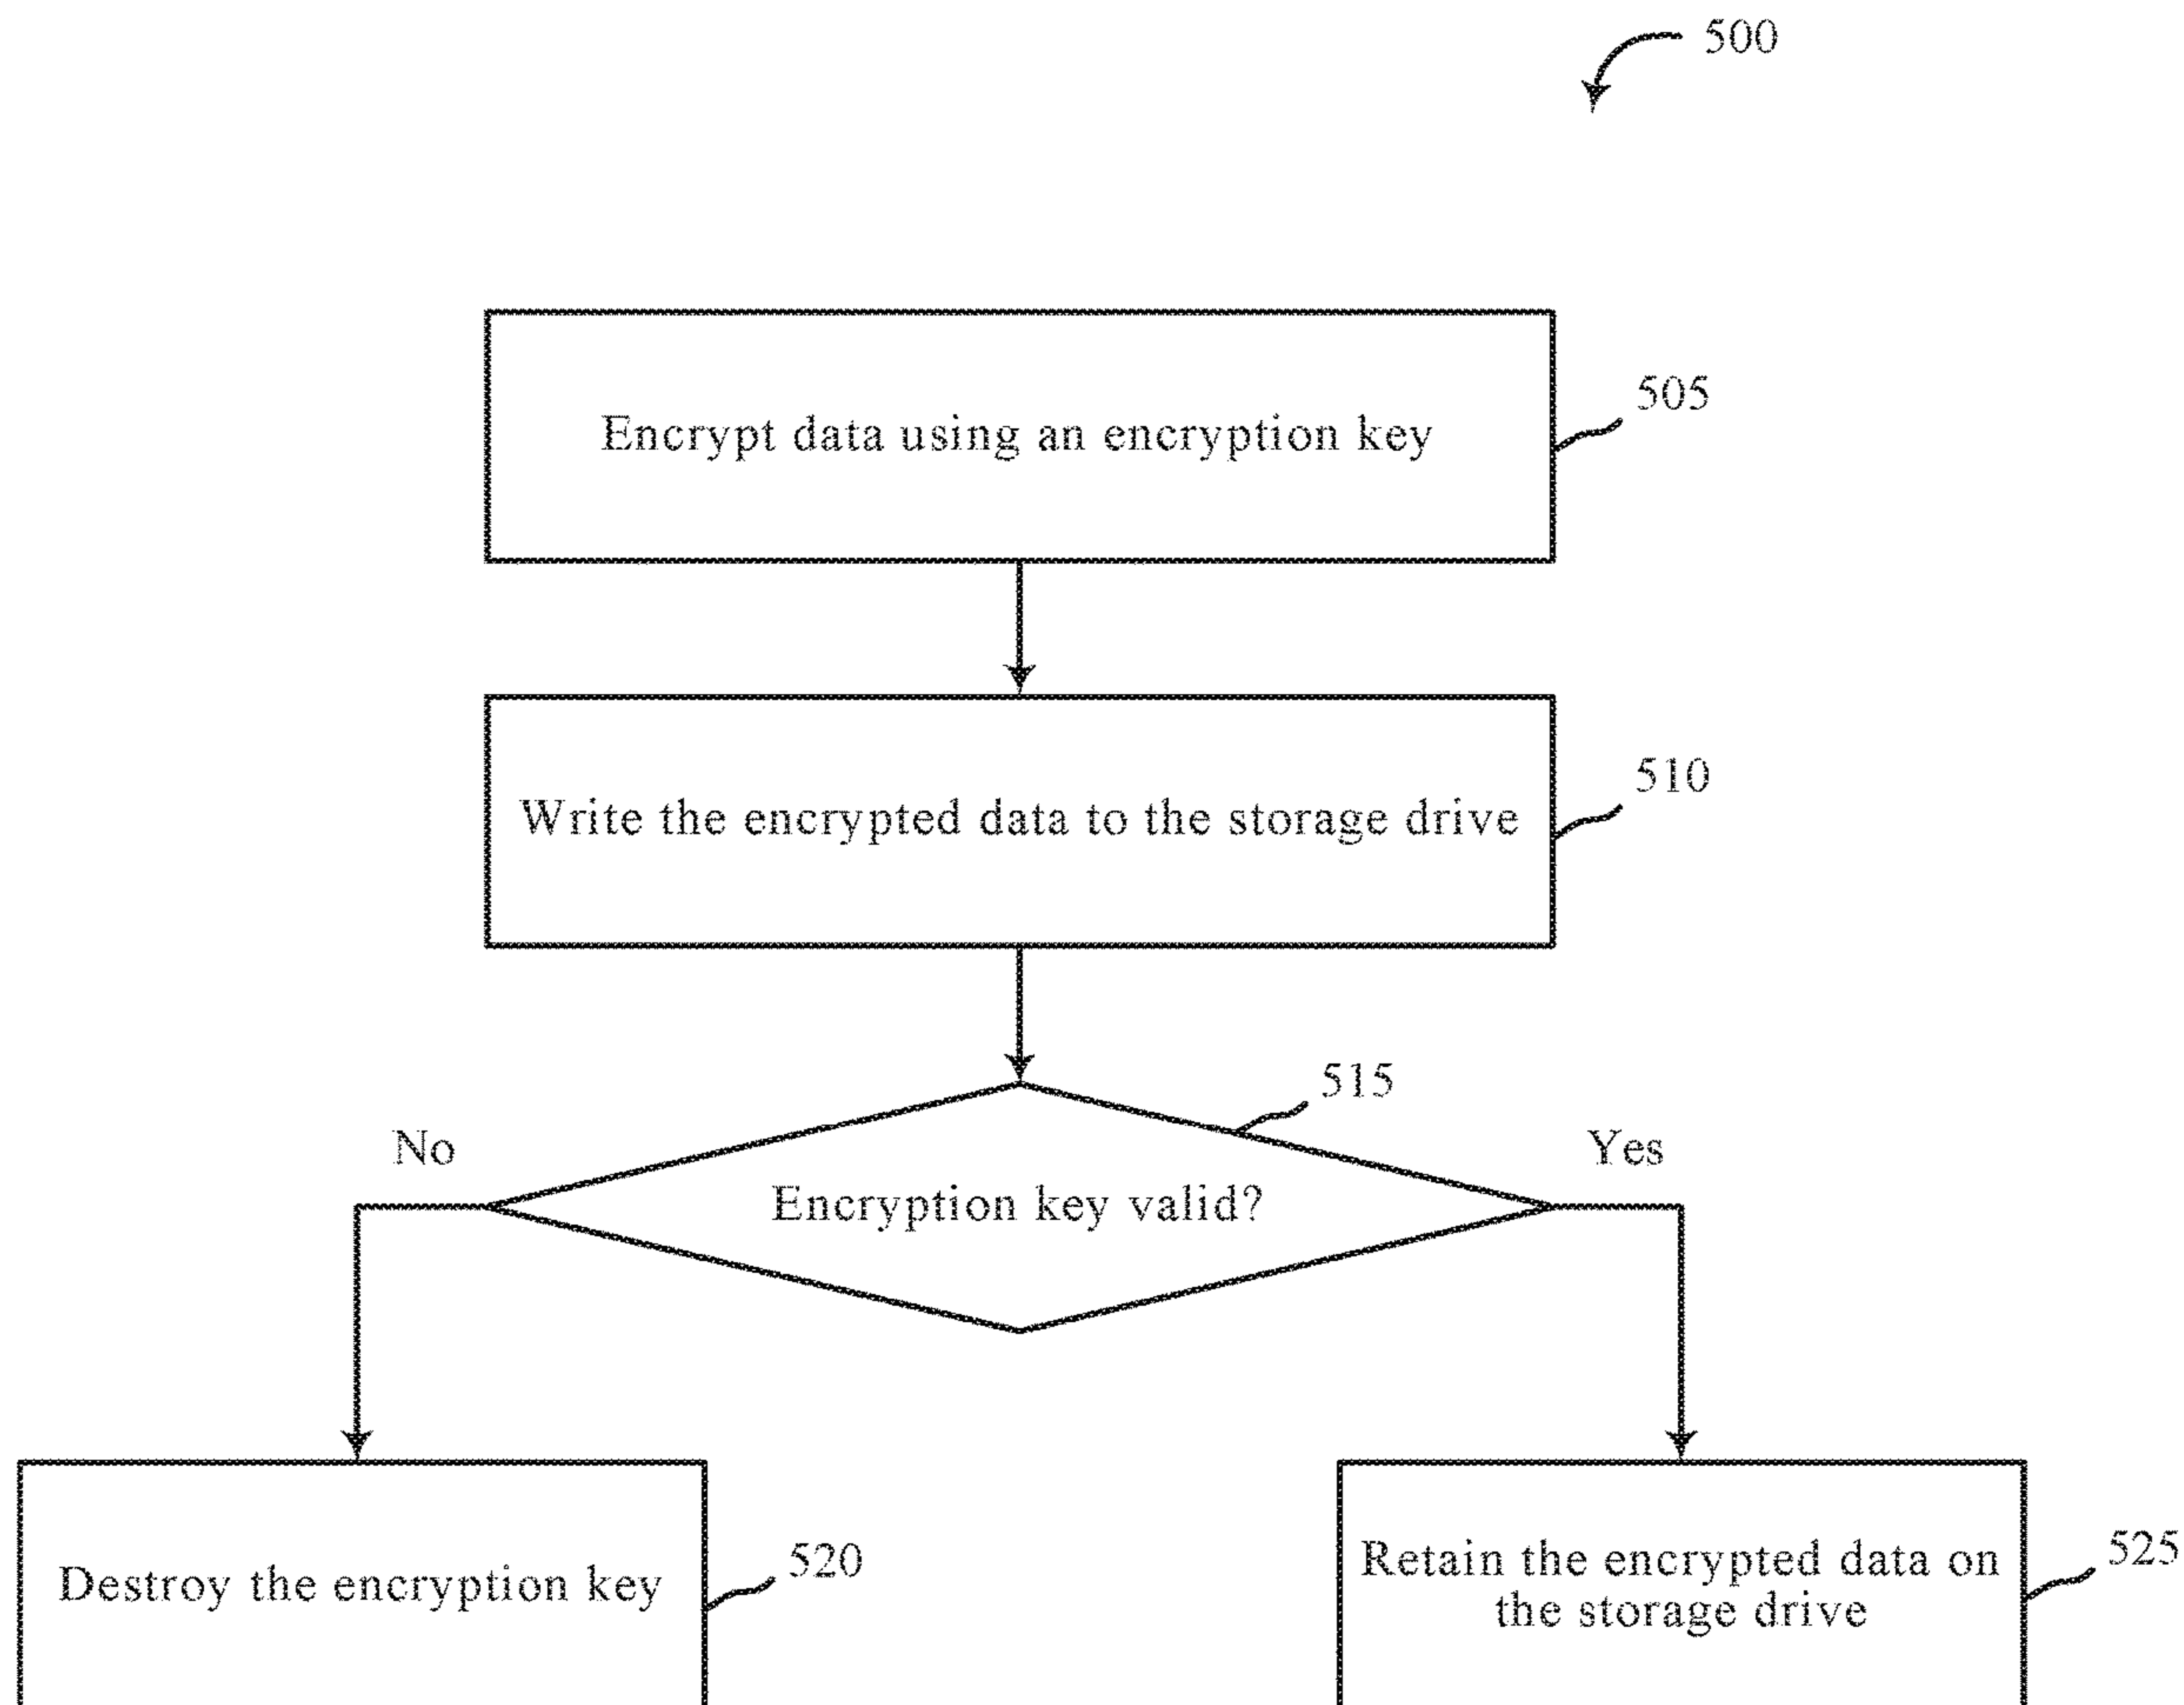 500
Encrypt data using an encryption key
505
Write the encrypted data to the storage drive
510
515
No
Yes
Encryption key valid?
Destroy the encryption key
520
Retain the encrypted data on
the storage drive
525